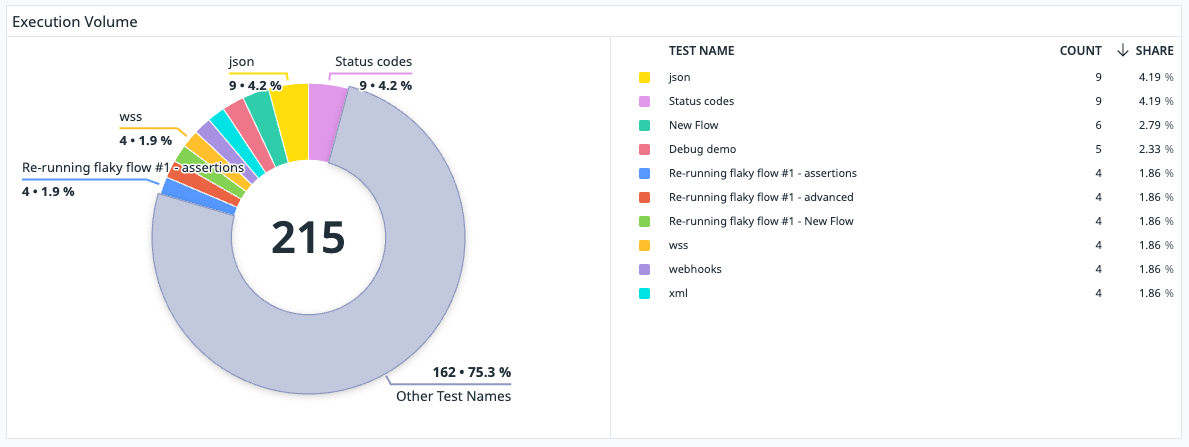 Execution Volume
json
9 • 4.2 %
Status codes
9 • 4.2 %
wss
4 • 1.9 %
Re-running flaky flow #1 - assertions
4 • 1.9 %
215
162 • 75.3 %
Other Test Names
TEST NAME COUNT ↓ SHARE
json 9 4.19 %
Status codes 9 4.19 %
New Flow 6 2.79 %
Debug demo 5 2.33 %
Re-running flaky flow #1 - assertions 4 1.86 %
Re-running flaky flow #1 - advanced 4 1.86 %
Re-running flaky flow #1 - New Flow 4 1.86 %
wss 4 1.86 %
webhooks 4 1.86 %
xml 4 1.86 %